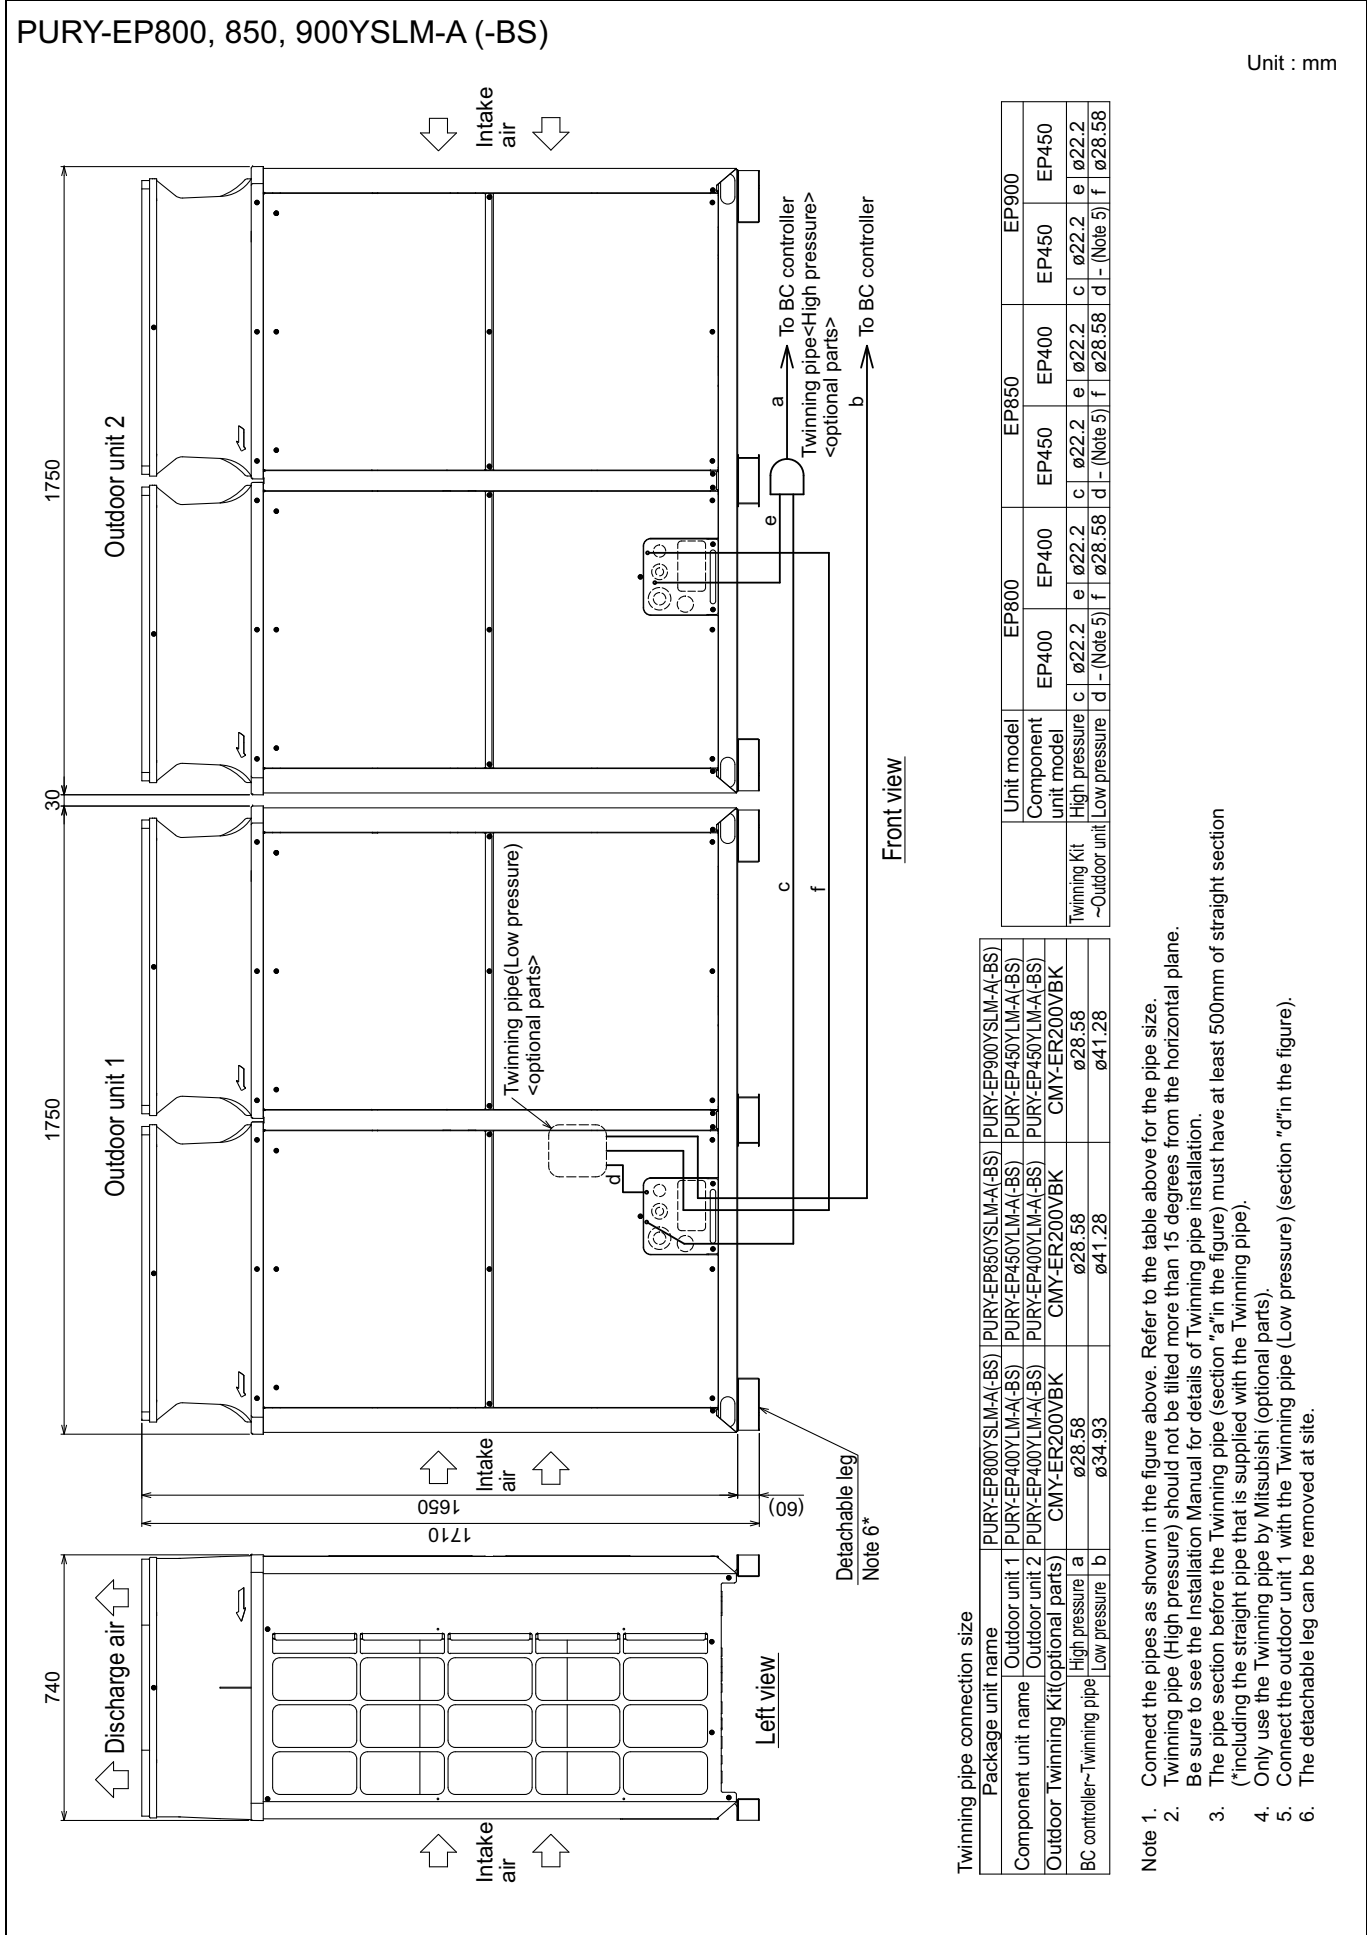 PURY-EP800, 850, 900YSLM-A (-BS)
Unit : mm
740
Discharge air
Intake
air
Left view
1710
1650
(60)
Intake
air
Detachable leg
Note 6*
1750
30
1750
Outdoor unit 1
Outdoor unit 2
Intake
air
Twinning pipe(Low pressure)
<optional parts>
d
c
f
e
a
To BC controller
Twinning pipe<High pressure>
<optional parts>
b
To BC controller
Front view
Twinning pipe connection size
Package unit name PURY-EP800YSLM-A(-BS) PURY-EP850YSLM-A(-BS) PURY-EP900YSLM-A(-BS)
Component unit name Outdoor unit 1 PURY-EP400YLM-A(-BS) PURY-EP450YLM-A(-BS) PURY-EP450YLM-A(-BS)
Outdoor unit 2 PURY-EP400YLM-A(-BS) PURY-EP400YLM-A(-BS) PURY-EP450YLM-A(-BS)
Outdoor Twinning Kit(optional parts) CMY-ER200VBK CMY-ER200VBK CMY-ER200VBK
BC controller~Twinning pipe High pressure a ø28.58 ø28.58 ø28.58
Low pressure b ø34.93 ø41.28 ø41.28
Unit model EP800 EP850 EP900
Component
unit model EP400 EP400 EP450 EP400 EP450 EP450
Twinning Kit
~Outdoor unit High pressure c ø22.2 e ø22.2 c ø22.2 e ø22.2 c ø22.2 e ø22.2
Low pressure d - (Note 5) f ø28.58 d - (Note 5) f ø28.58 d - (Note 5) f ø28.58
Note 1. Connect the pipes as shown in the figure above. Refer to the table above for the pipe size.
2. Twinning pipe (High pressure) should not be tilted more than 15 degrees from the horizontal plane.
Be sure to see the Installation Manual for details of Twinning pipe installation.
3. The pipe section before the Twinning pipe (section "a"in the figure) must have at least 500mm of straight section
(*including the straight pipe that is supplied with the Twinning pipe).
4. Only use the Twinning pipe by Mitsubishi (optional parts).
5. Connect the outdoor unit 1 with the Twinning pipe (Low pressure) (section "d"in the figure).
6. The detachable leg can be removed at site.